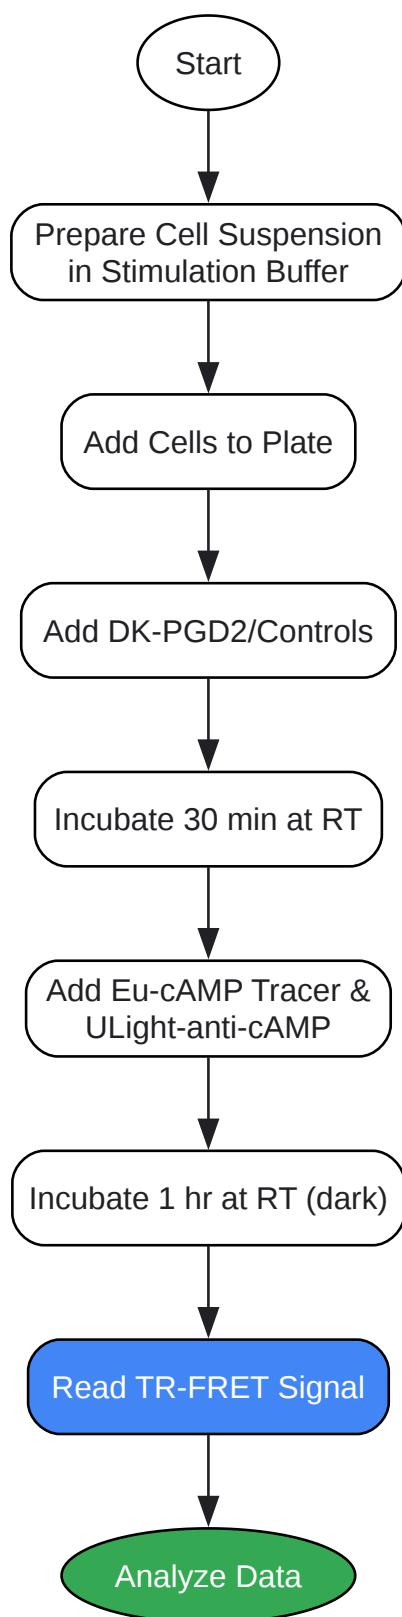 Start
Prepare Cell Suspension
in Stimulation Buffer
Add Cells to Plate
Add DK-PGD2/Controls
Incubate 30 min at RT
Add Eu-cAMP Tracer &
ULight-anti-cAMP
Incubate 1 hr at RT (dark)
Read TR-FRET Signal
Analyze Data